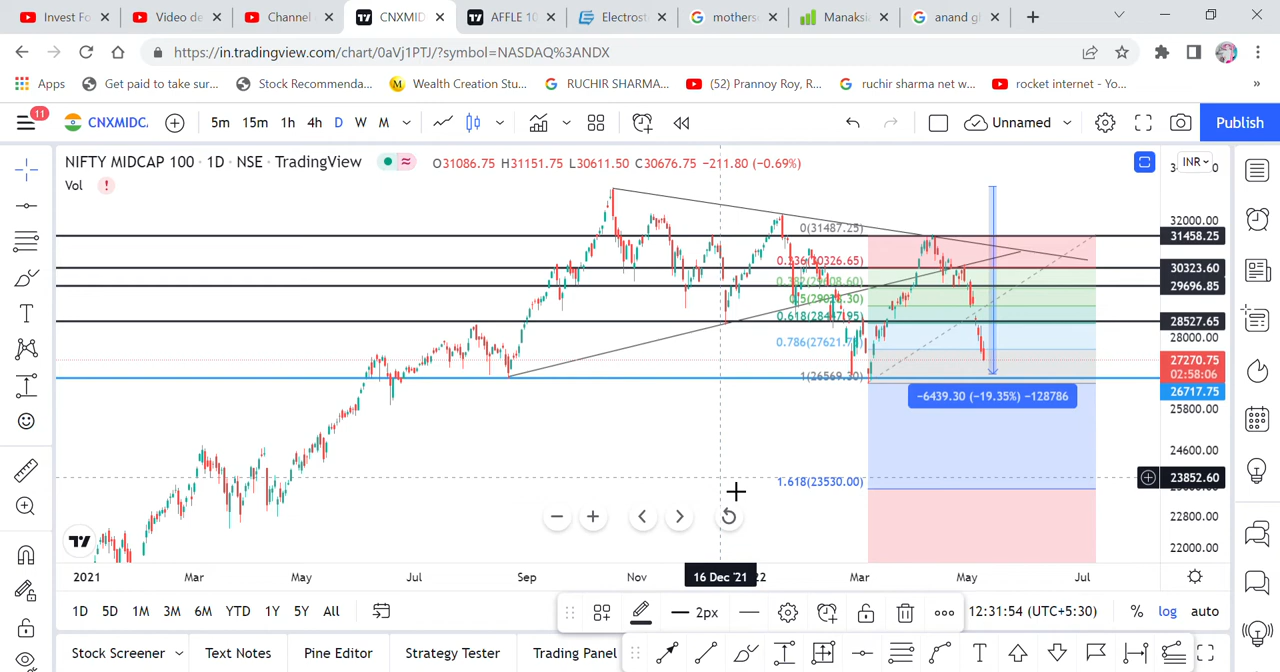 Invest Fo
Video de
Channel
CNXMID
AFFLE 10
Electrost
mothers
Manaksi
anand gi
https://in.tradingview.com/chart/0aVj1PTJ/?symbol=NASDAQ%3ANDX
Apps
Get paid to take sur...
Stock Recommenda...
Wealth Creation Stu...
RUCHIR SHARMA...
(52) Prannoy Roy, R...
ruchir sharma net w...
rocket internet - Yo...
»
11
CNXMIDC.
5m 15m 1h 4h D W M
Unnamed
Publish
NIFTY MIDCAP 100 · 1D · NSE · TradingView
O31086.75 H31151.75 L30611.50 C30676.75 −211.80 (−0.69%)
INR
Vol !
32000.00
0(31487.25)
31458.25
0.236(30326.65)
30323.60
0.382(29608.60)
29696.85
0.5(29028.30)
0.618(28447.95)
28527.65
28000.00
0.786(27621.7
27270.75
02:58:06
1(26569.30)
26717.75
−6439.30 (−19.35%) −128786
25800.00
24600.00
1.618(23530.00)
23852.60
22800.00
22000.00
2021 Mar May Jul Sep Nov 16 Dec '21 22 Mar May Jul
1D 5D 1M 3M 6M YTD 1Y 5Y All
2px
12:31:54 (UTC+5:30)
% log auto
Stock Screener
Text Notes
Pine Editor
Strategy Tester
Trading Panel